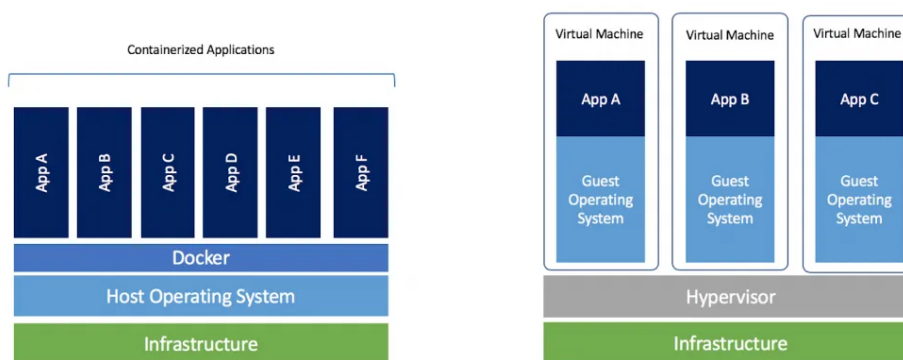 Containerized Applications
App A
App B
App C
App D
App E
App F
Docker
Host Operating System
Infrastructure
Virtual Machine
Virtual Machine
Virtual Machine
App A
App B
App C
Guest
Operating
System
Guest
Operating
System
Guest
Operating
System
Hypervisor
Infrastructure